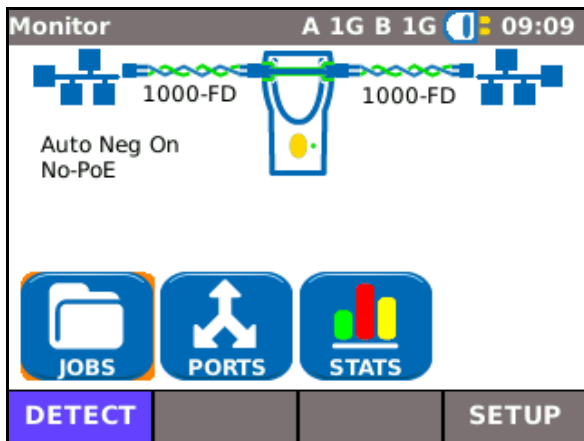 Monitor A 1G B 1G 09:09
1000-FD 1000-FD
Auto Neg On
No-PoE
JOBS PORTS STATS
DETECT SETUP